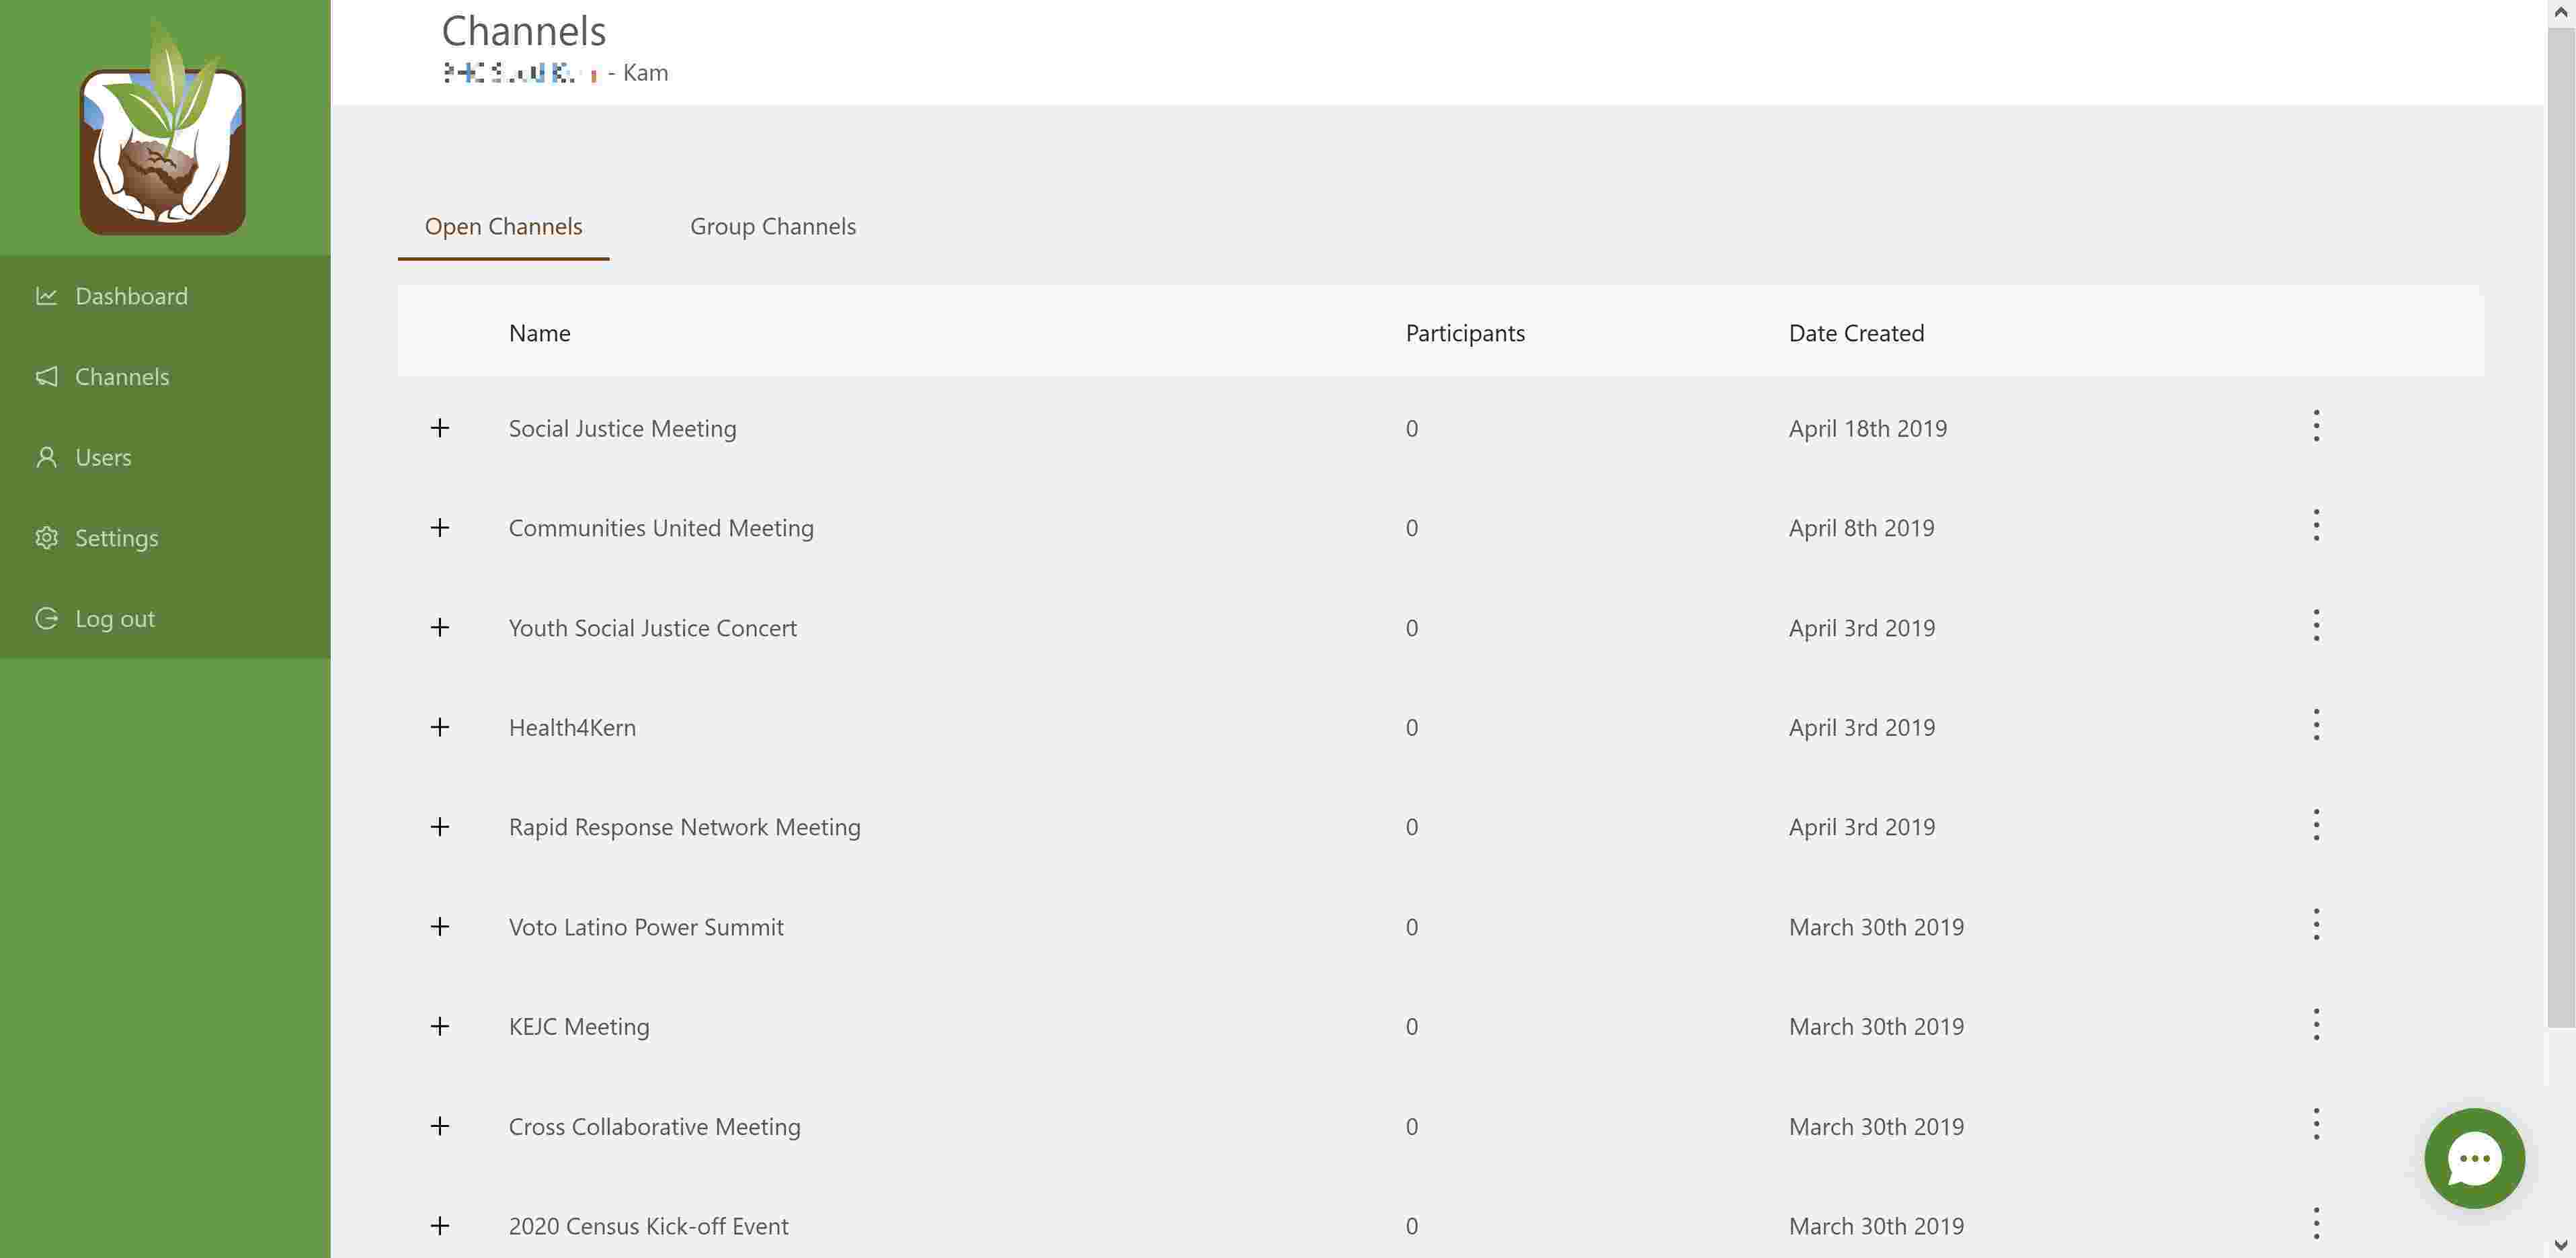 Channels
- Kam
Dashboard
Channels
Users
Settings
Log out
Open Channels Group Channels
Name Participants Date Created
Social Justice Meeting 0 April 18th 2019
Communities United Meeting 0 April 8th 2019
Youth Social Justice Concert 0 April 3rd 2019
Health4Kern 0 April 3rd 2019
Rapid Response Network Meeting 0 April 3rd 2019
Voto Latino Power Summit 0 March 30th 2019
KEJC Meeting 0 March 30th 2019
Cross Collaborative Meeting 0 March 30th 2019
2020 Census Kick-off Event 0 March 30th 2019